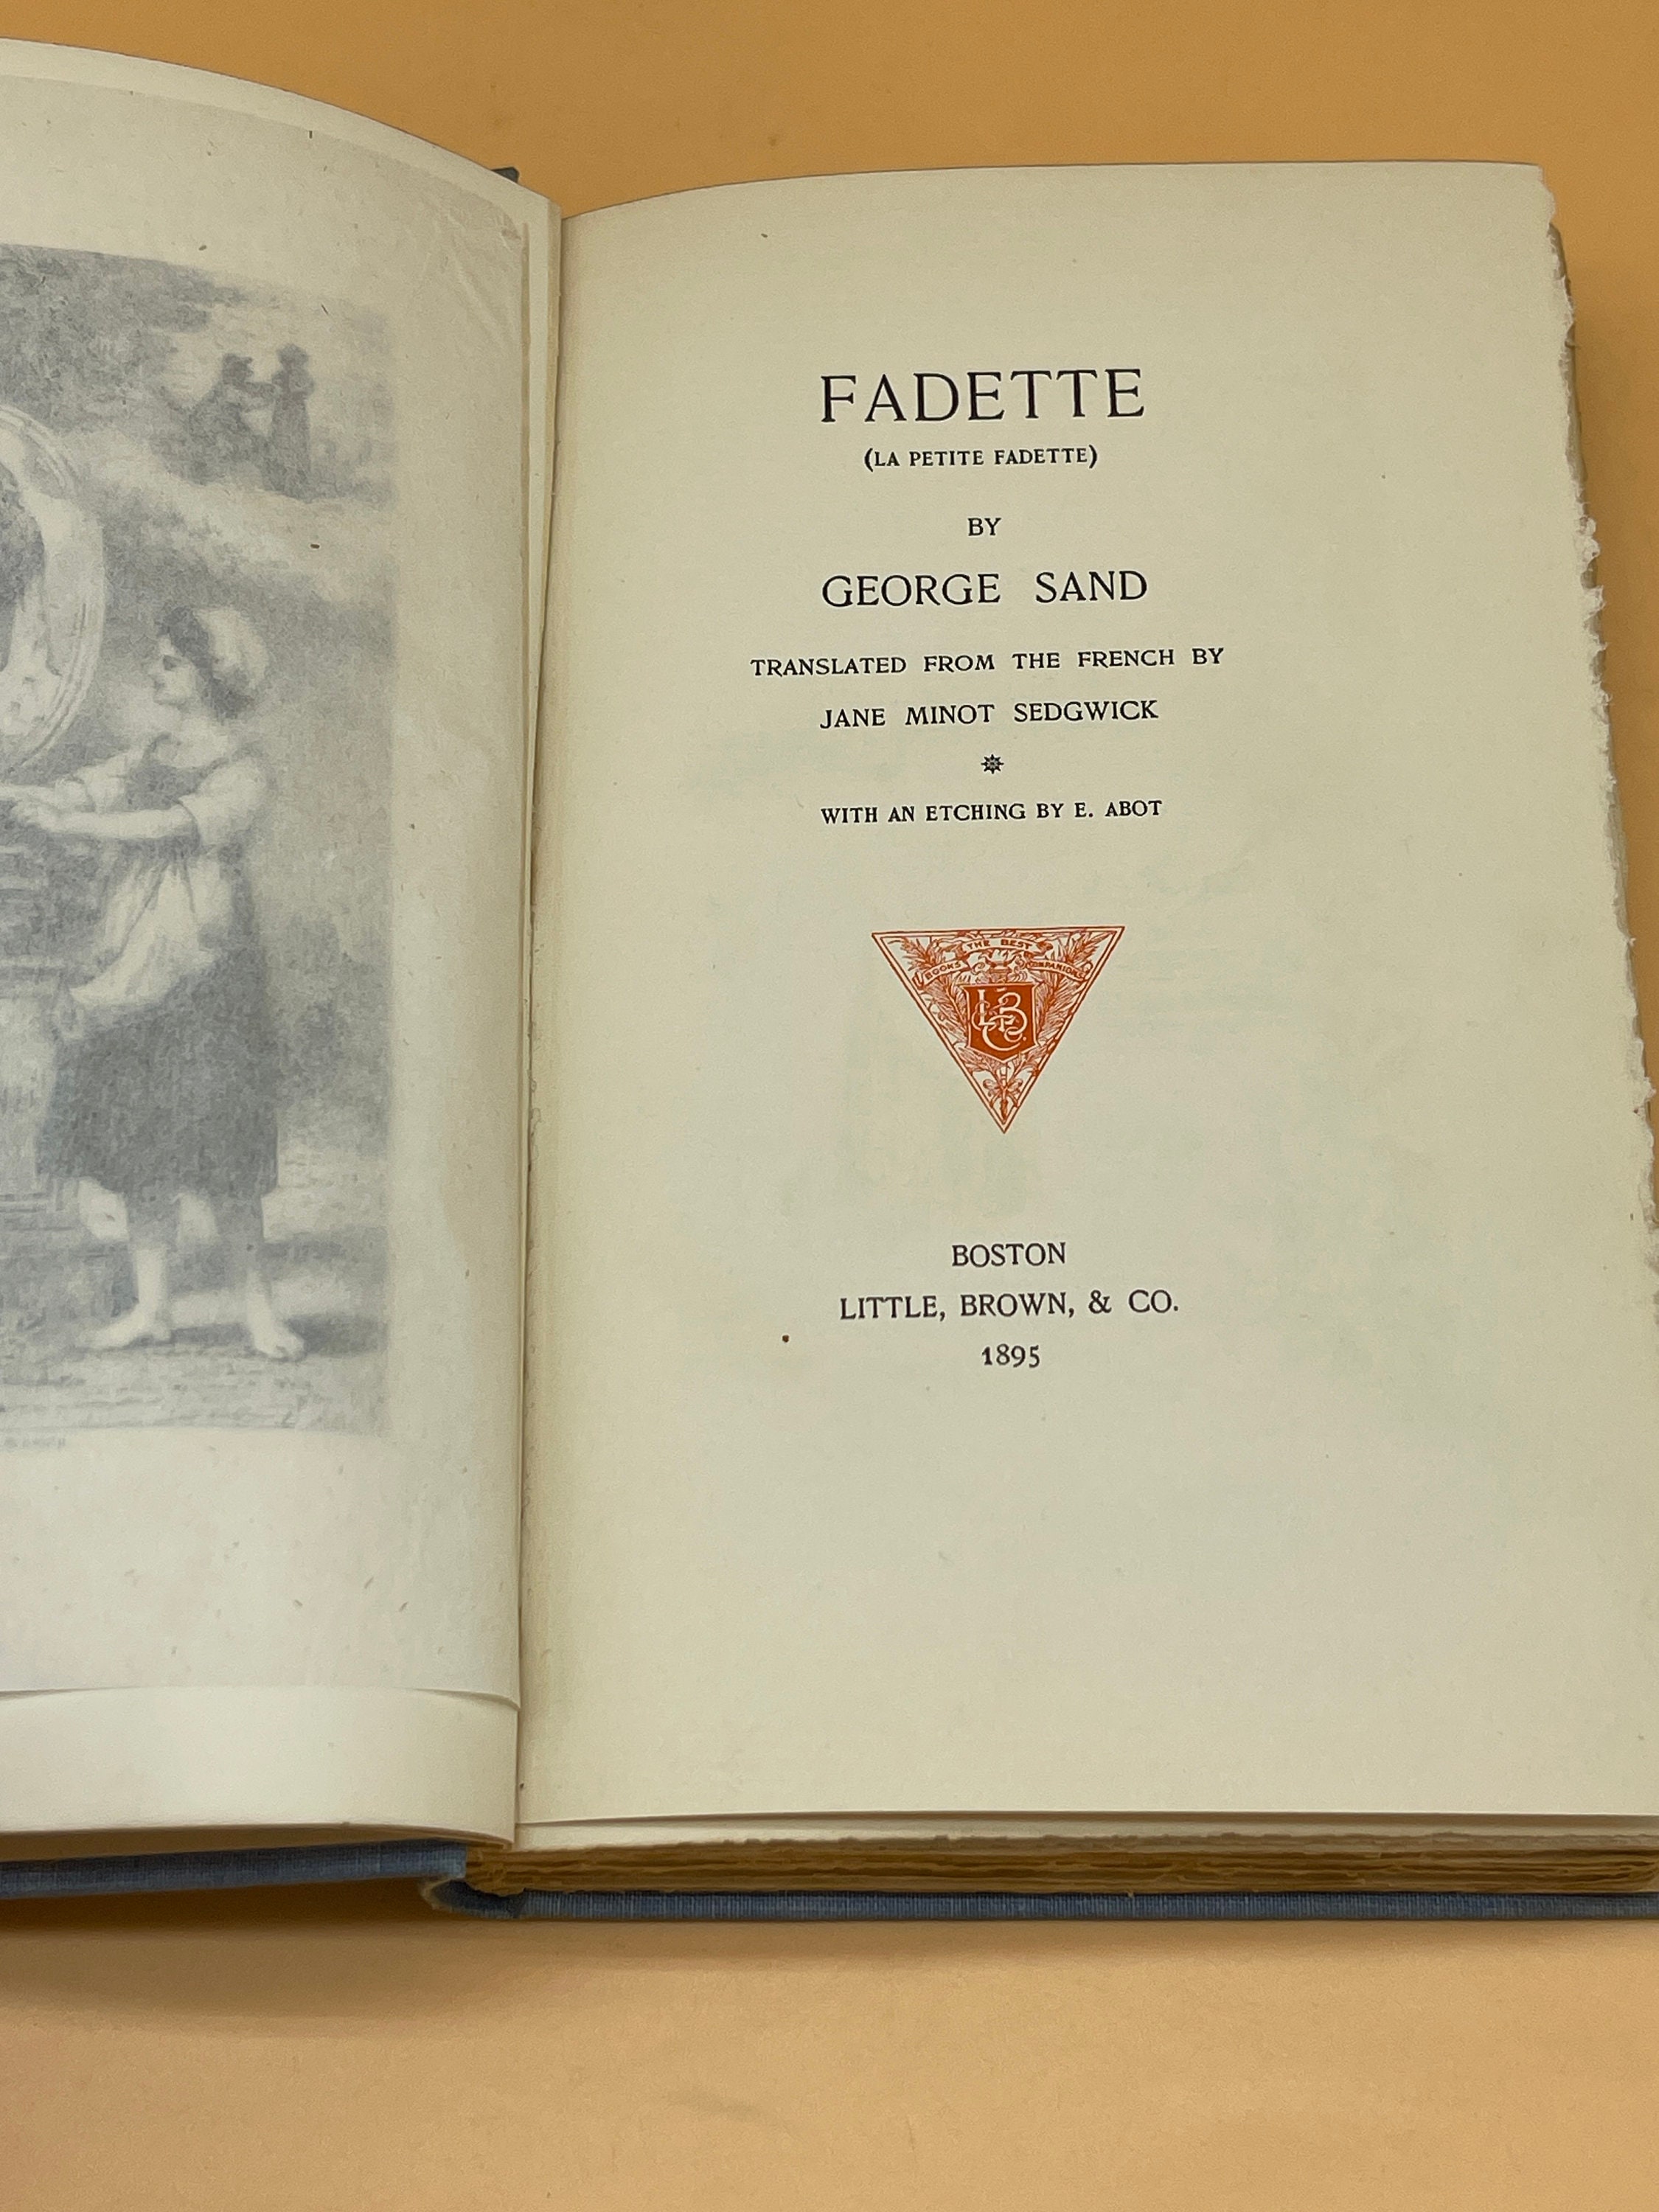 FADETTE
(LA PETITE FADETTE)
BY
GEORGE SAND
TRANSLATED FROM THE FRENCH BY
JANE MINOT SEDGWICK
WITH AN ETCHING BY E. ABOT
BOOKS THE BEST COMPANIONS
L B & Co.
BOSTON
LITTLE, BROWN, & CO.
1895